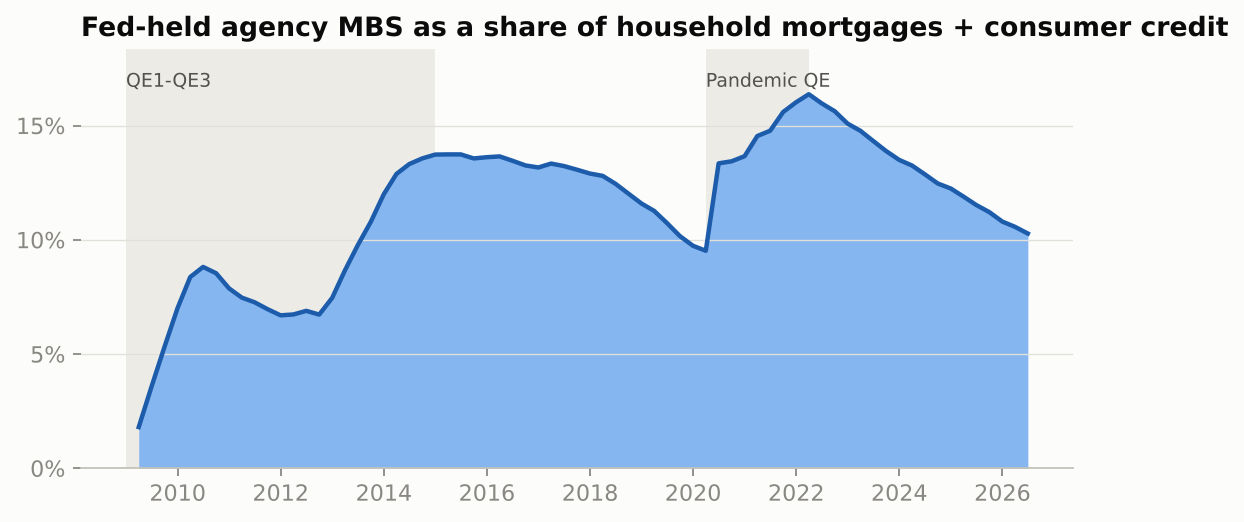 Fed-held agency MBS as a share of household mortgages + consumer credit
QE1-QE3
Pandemic QE
15%
10%
5%
0%
2010 2012 2014 2016 2018 2020 2022 2024 2026